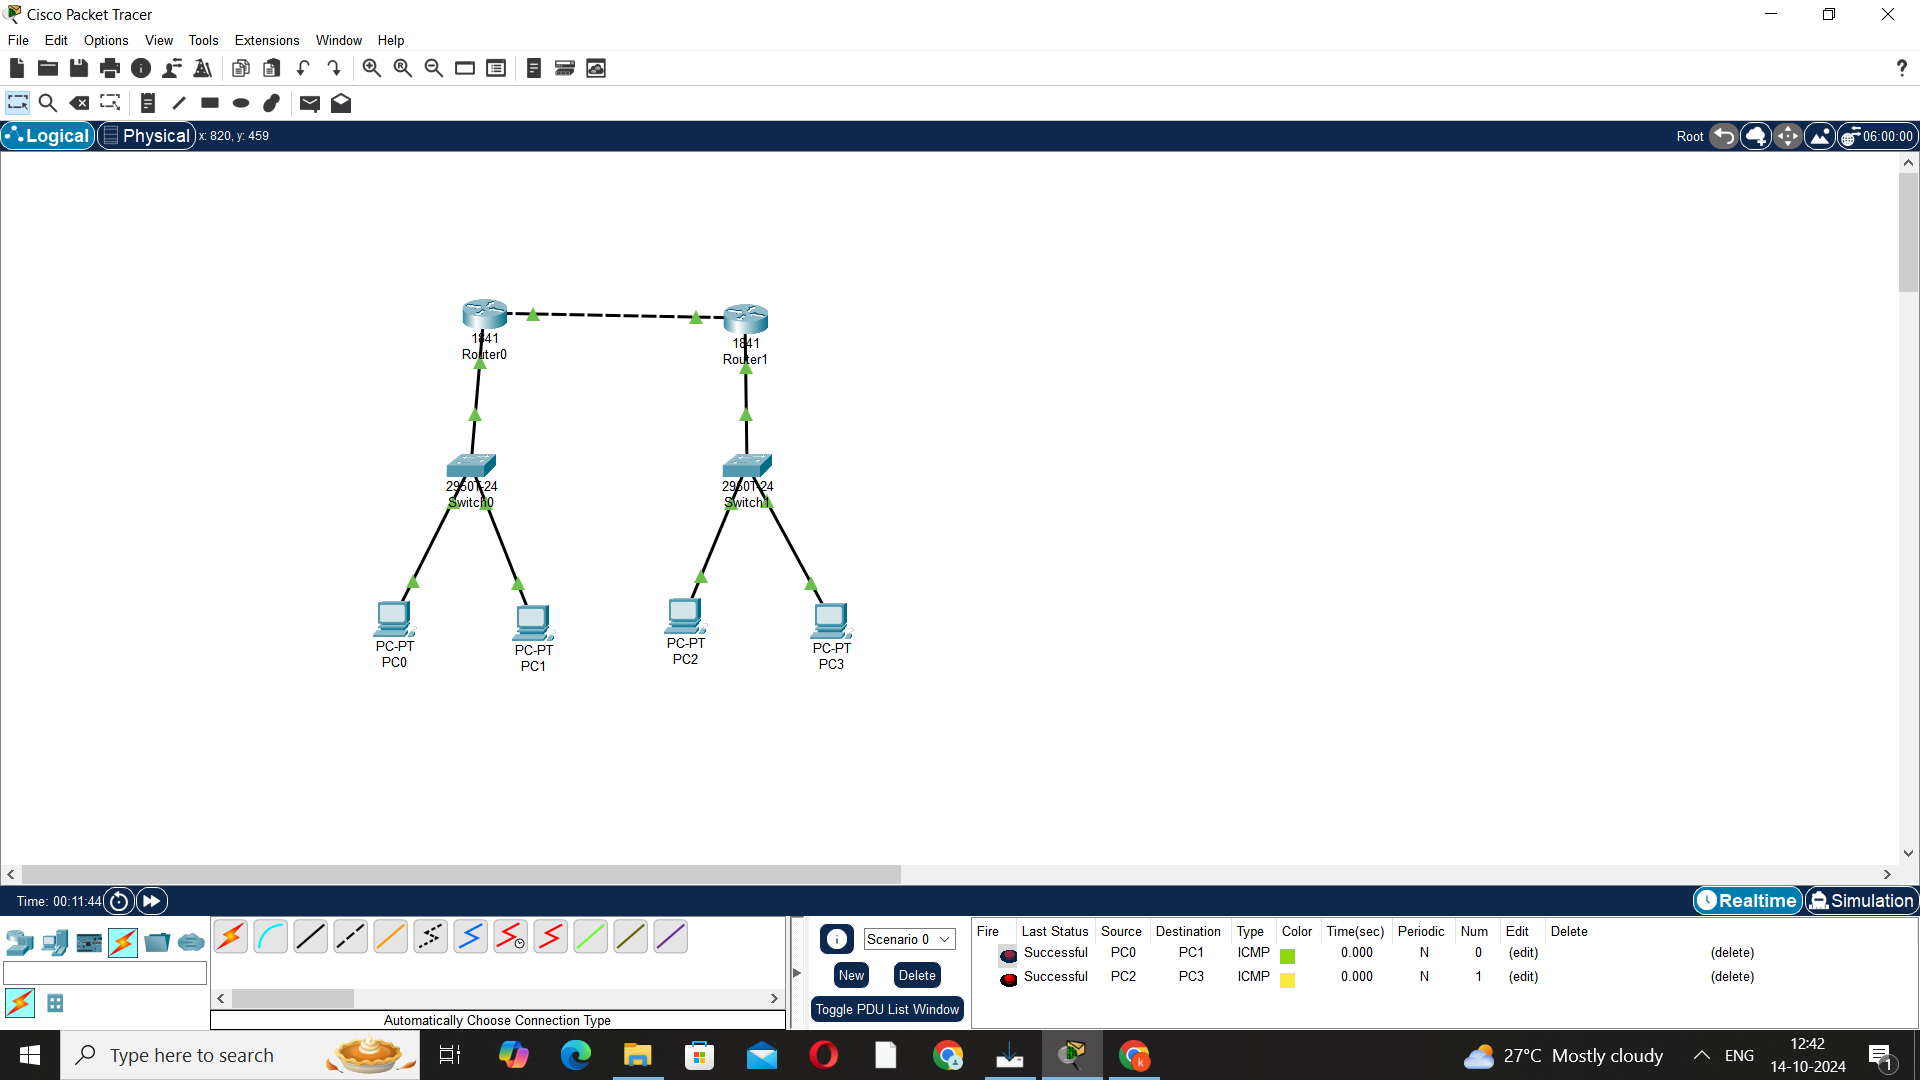 Cisco Packet Tracer
File Edit Options View Tools Extensions Window Help
Logical Physical x: 820, y: 459 Root 06:00:00
1841
Router0
1841
Router1
2950T-24
Switch0
2950T-24
Switch1
PC-PT
PC0
PC-PT
PC1
PC-PT
PC2
PC-PT
PC3
Time: 00:11:44 Realtime Simulation
Scenario 0
New Delete
Toggle PDU List Window
Automatically Choose Connection Type
Fire Last Status Source Destination Type Color Time(sec) Periodic Num Edit Delete
Successful PC0 PC1 ICMP 0.000 N 0 (edit) (delete)
Successful PC2 PC3 ICMP 0.000 N 1 (edit) (delete)
Type here to search
27°C Mostly cloudy ENG
12:42
14-10-2024
1